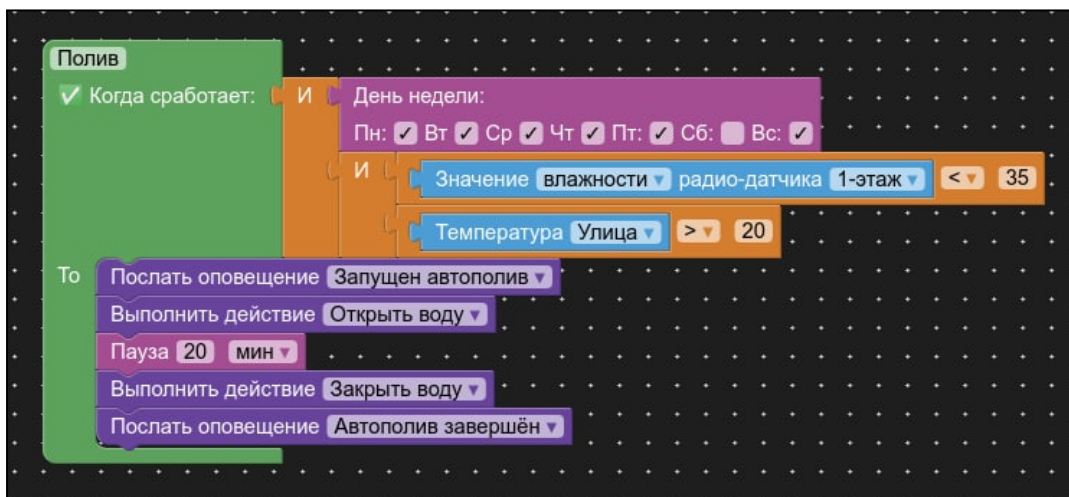 Полив
Когда сработает: И День недели:
Пн: Вт Ср Чт Пт: Сб: Вс:
И Значение влажности радио-датчика 1-этаж < 35
Температура Улица > 20
То Послать оповещение Запущен автополив
Выполнить действие Открыть воду
Пауза 20 мин
Выполнить действие Закрыть воду
Послать оповещение Автополив завершён